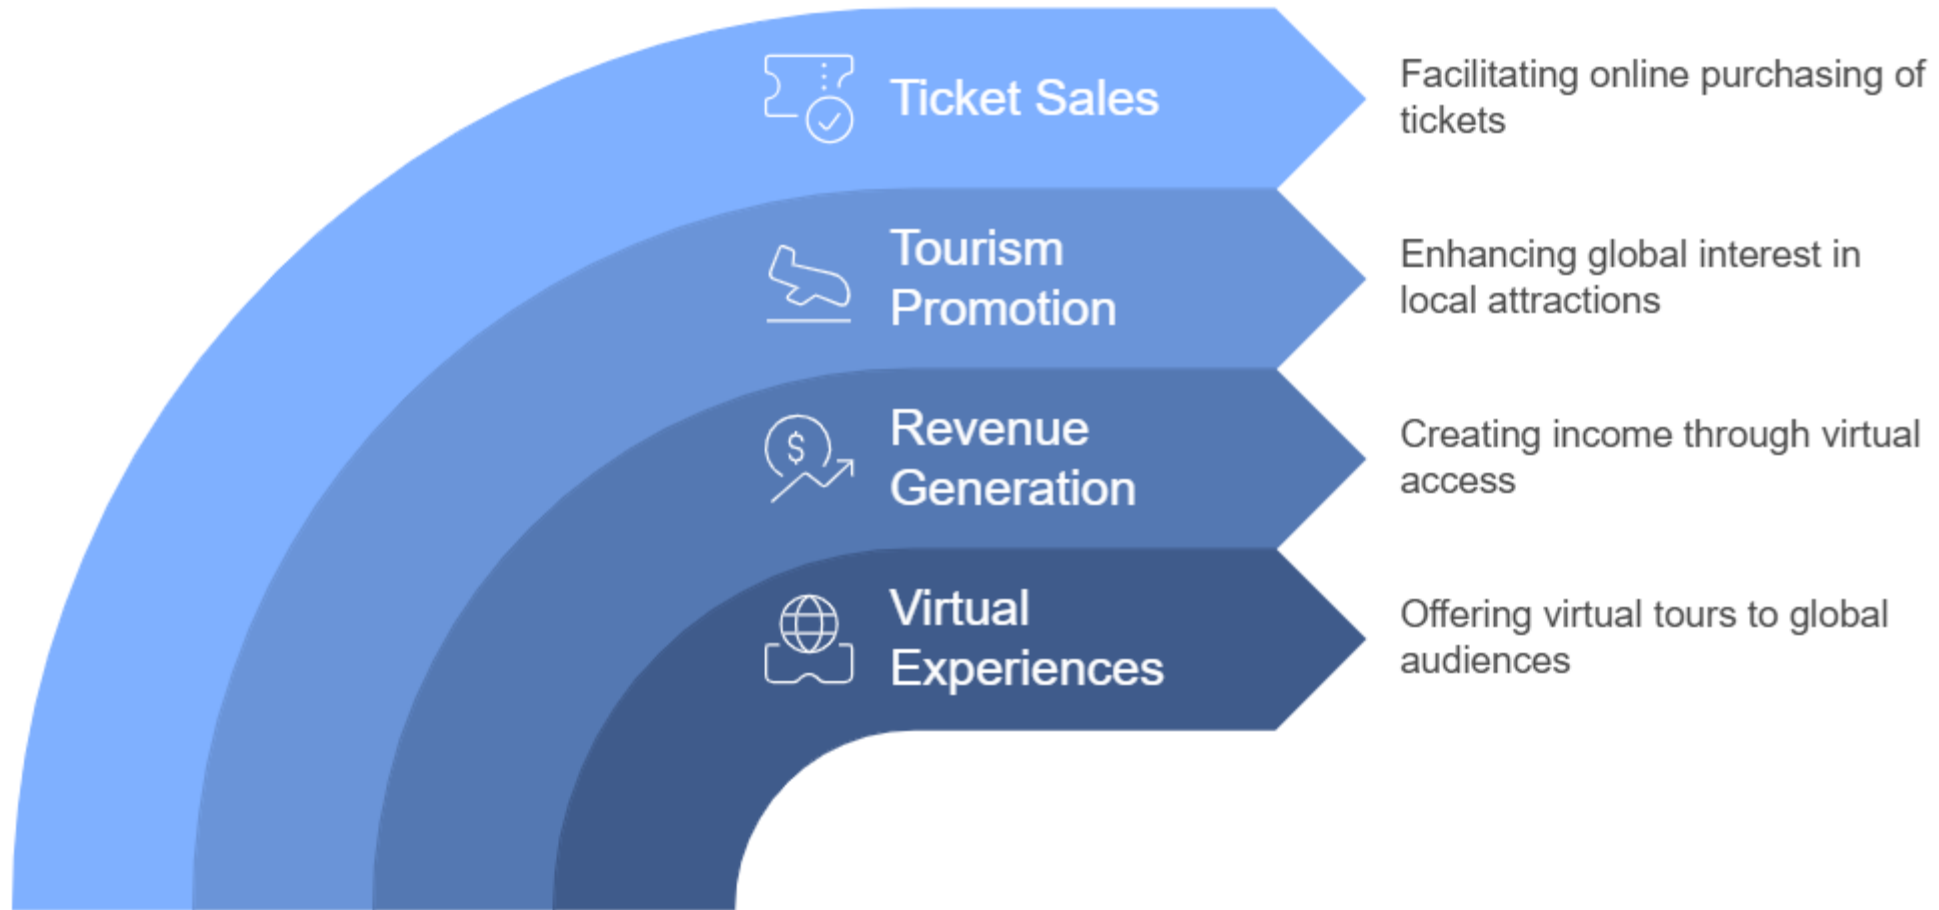 Ticket Sales
Facilitating online purchasing of
tickets
Tourism
Promotion
Enhancing global interest in
local attractions
Revenue
Generation
Creating income through virtual
access
Virtual
Experiences
Offering virtual tours to global
audiences
$